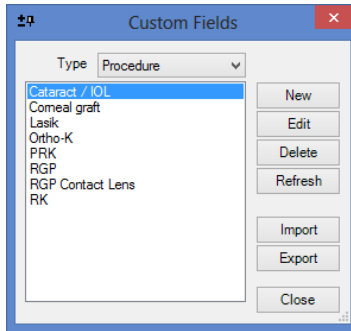 Custom Fields
Type Procedure
Cataract / IOL
Corneal graft
Lasik
Ortho-K
PRK
RGP
RGP Contact Lens
RK
New
Edit
Delete
Refresh
Import
Export
Close